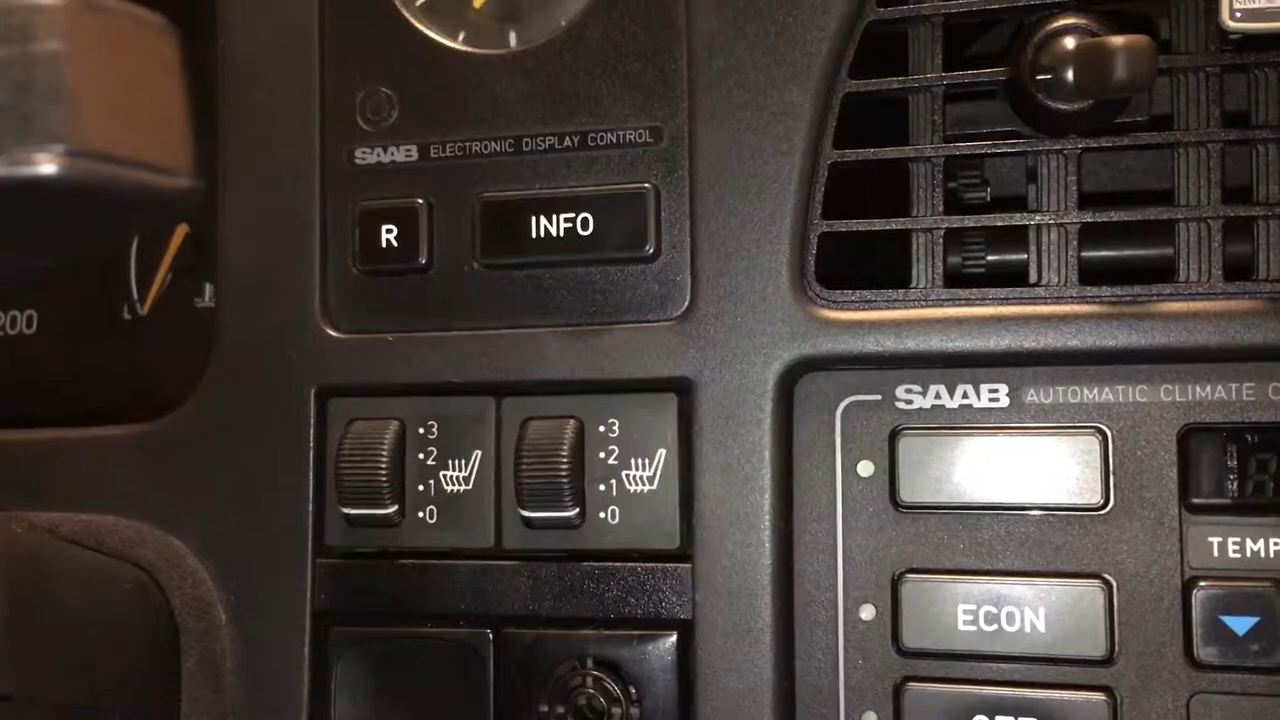 SAAB ELECTRONIC DISPLAY CONTROL
R
INFO
200
L
•3
•2
•1
•0
•3
•2
•1
•0
SAAB AUTOMATIC CLIMATE C
ECON
TEMP
OFF